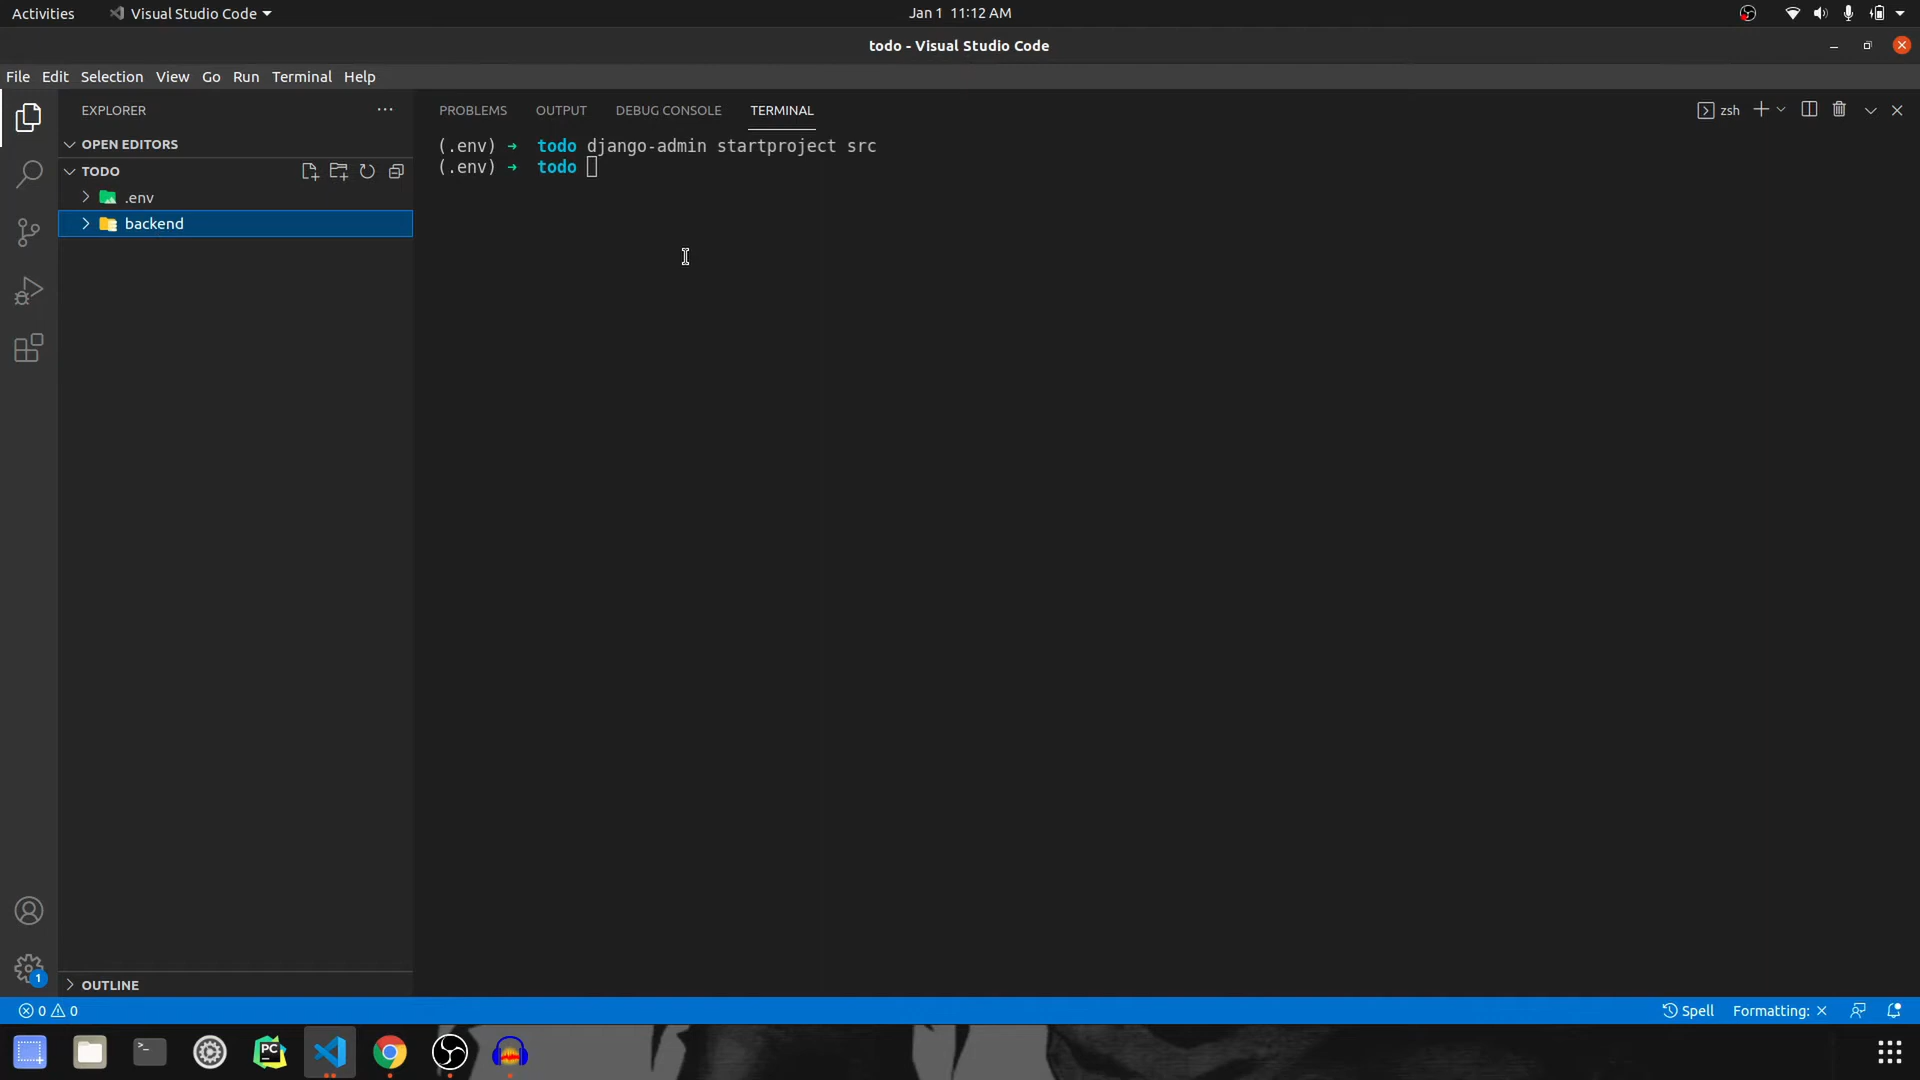 Activities
Visual Studio Code
Jan 1 11:12 AM
todo - Visual Studio Code
File Edit Selection View Go Run Terminal Help
EXPLORER
PROBLEMS OUTPUT DEBUG CONSOLE TERMINAL
zsh
OPEN EDITORS
TODO
.env
backend
(.env) ➜ todo django-admin startproject src
(.env) ➜ todo
1
OUTLINE
0 0
Spell Formatting: ×
>_
PC